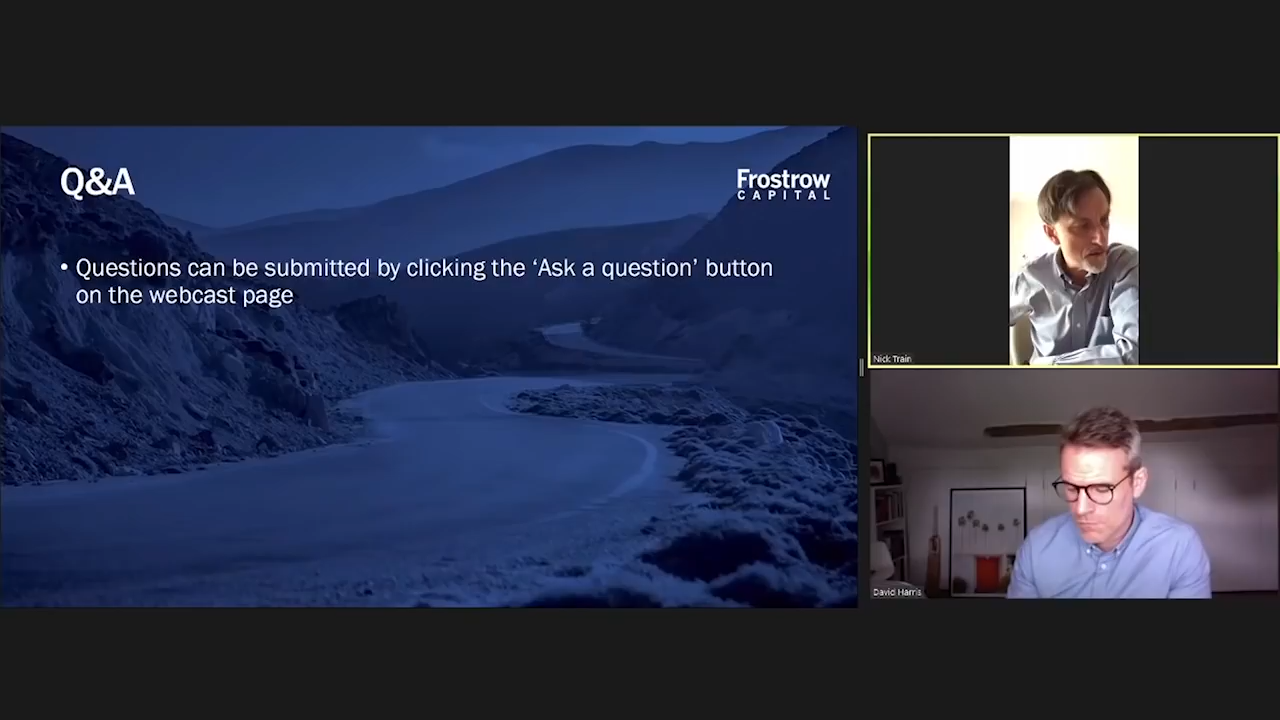 Q&A
Frostrow
CAPITAL
• Questions can be submitted by clicking the ‘Ask a question’ button
on the webcast page
Nick Train
David Harris